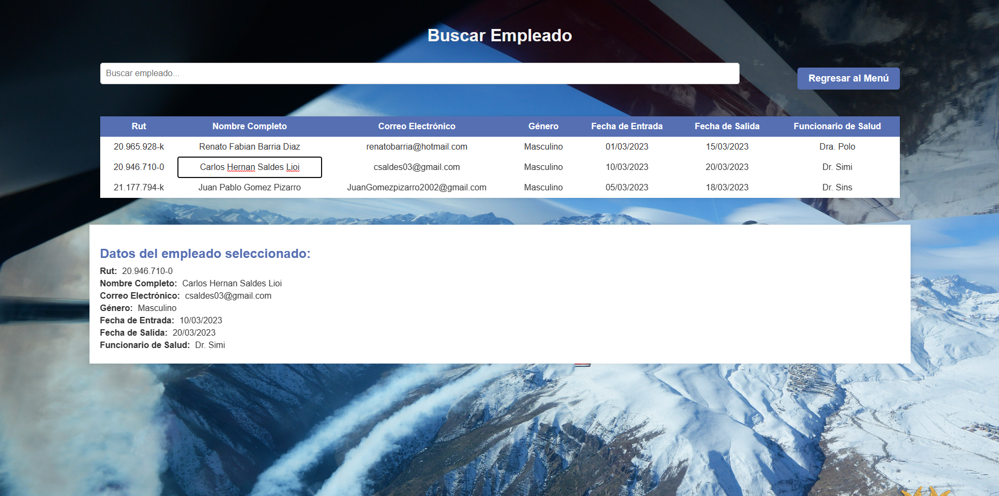 Buscar Empleado
Buscar empleado...
Regresar al Menú
Rut Nombre Completo Correo Electrónico Género Fecha de Entrada Fecha de Salida Funcionario de Salud
20.965.928-k Renato Fabian Barria Diaz renatobarria@hotmail.com Masculino 01/03/2023 15/03/2023 Dra. Polo
20.946.710-0 Carlos Hernan Saldes Lioi csaldes03@gmail.com Masculino 10/03/2023 20/03/2023 Dr. Simi
21.177.794-k Juan Pablo Gomez Pizarro JuanGomezpizarro2002@gmail.com Masculino 05/03/2023 18/03/2023 Dr. Sins
Datos del empleado seleccionado:
Rut: 20.946.710-0
Nombre Completo: Carlos Hernan Saldes Lioi
Correo Electrónico: csaldes03@gmail.com
Género: Masculino
Fecha de Entrada: 10/03/2023
Fecha de Salida: 20/03/2023
Funcionario de Salud: Dr. Simi